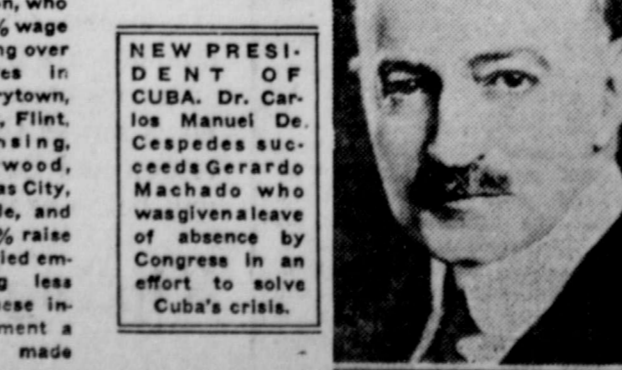 on, who
% wage
ng over
es in
rytown,
, Flint,
nsing,
wood,
as City,
le, and
% raise
ied em-
g less
ese in-
ment a
made
NEW PRESI-
DENT OF
CUBA. Dr. Car-
los Manuel De
Cespedes suc-
ceeds Gerardo
Machado who
was given a leave
of absence by
Congress in an
effort to solve
Cuba's crisis.